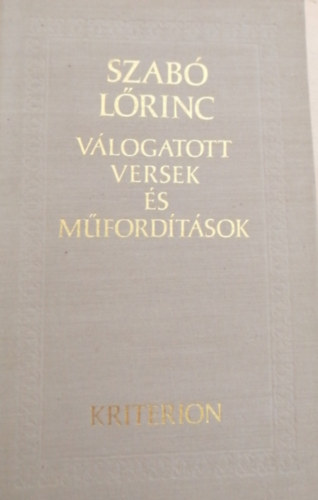 SZABÓ
LŐRINC
VÁLOGATOTT
VERSEK
ÉS
MŰFORDÍTÁSOK
KRITERION